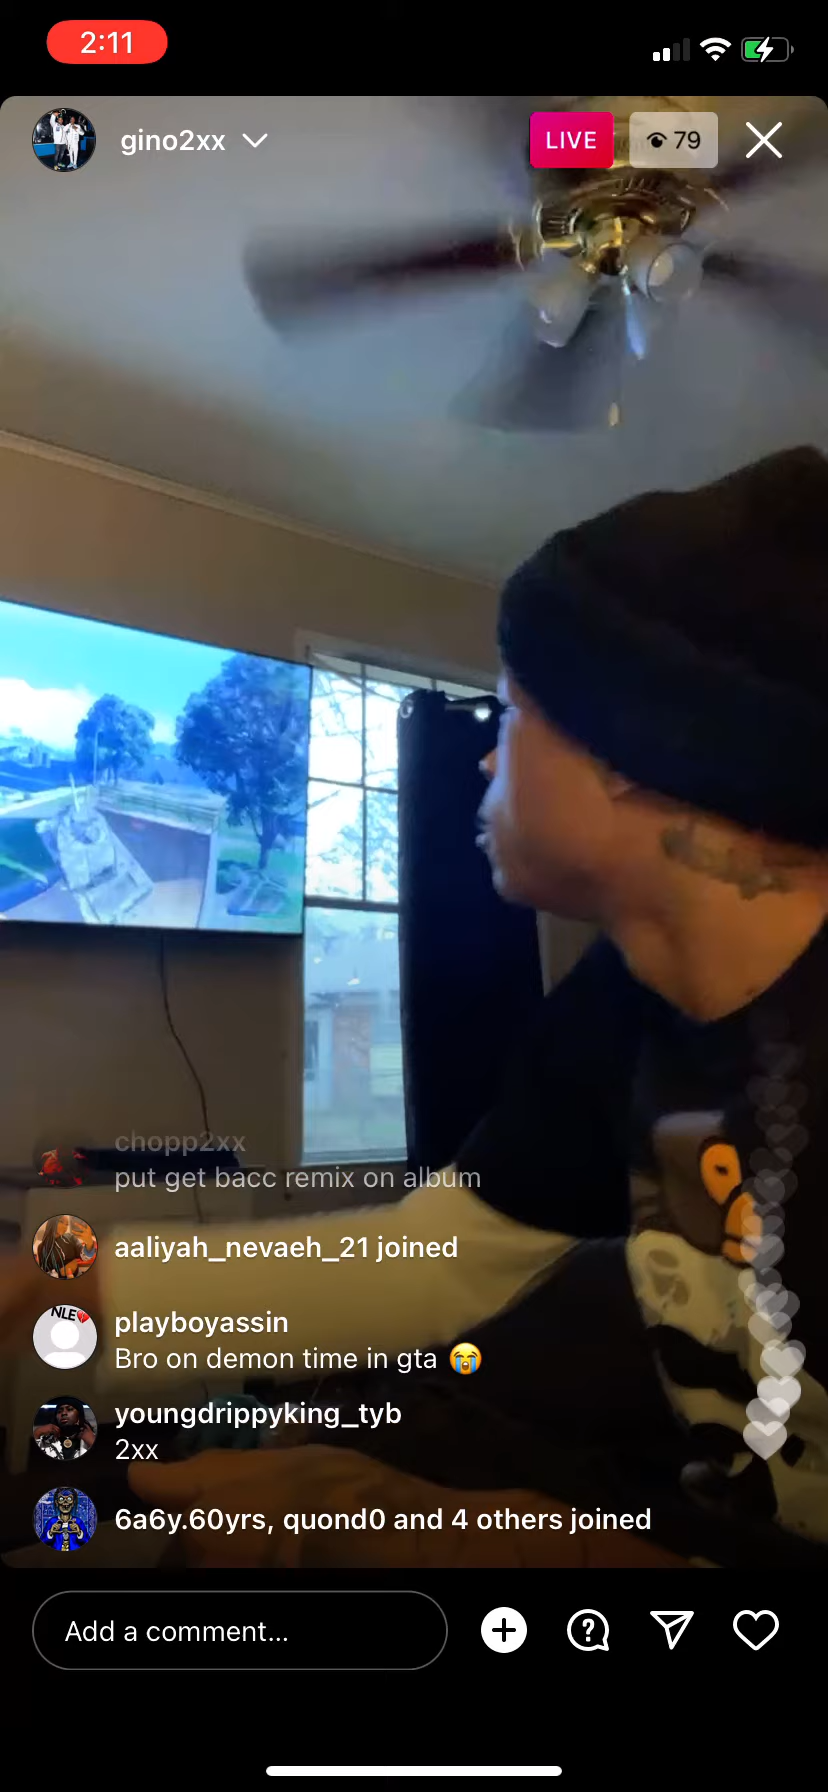 2:11
gino2xx
LIVE
79
chopp2xx
put get bacc remix on album
aaliyah_nevaeh_21 joined
NLE💔
playboyassin
Bro on demon time in gta 😭
youngdrippyking_tyb
2xx
6a6y.60yrs, quond0 and 4 others joined
Add a comment...